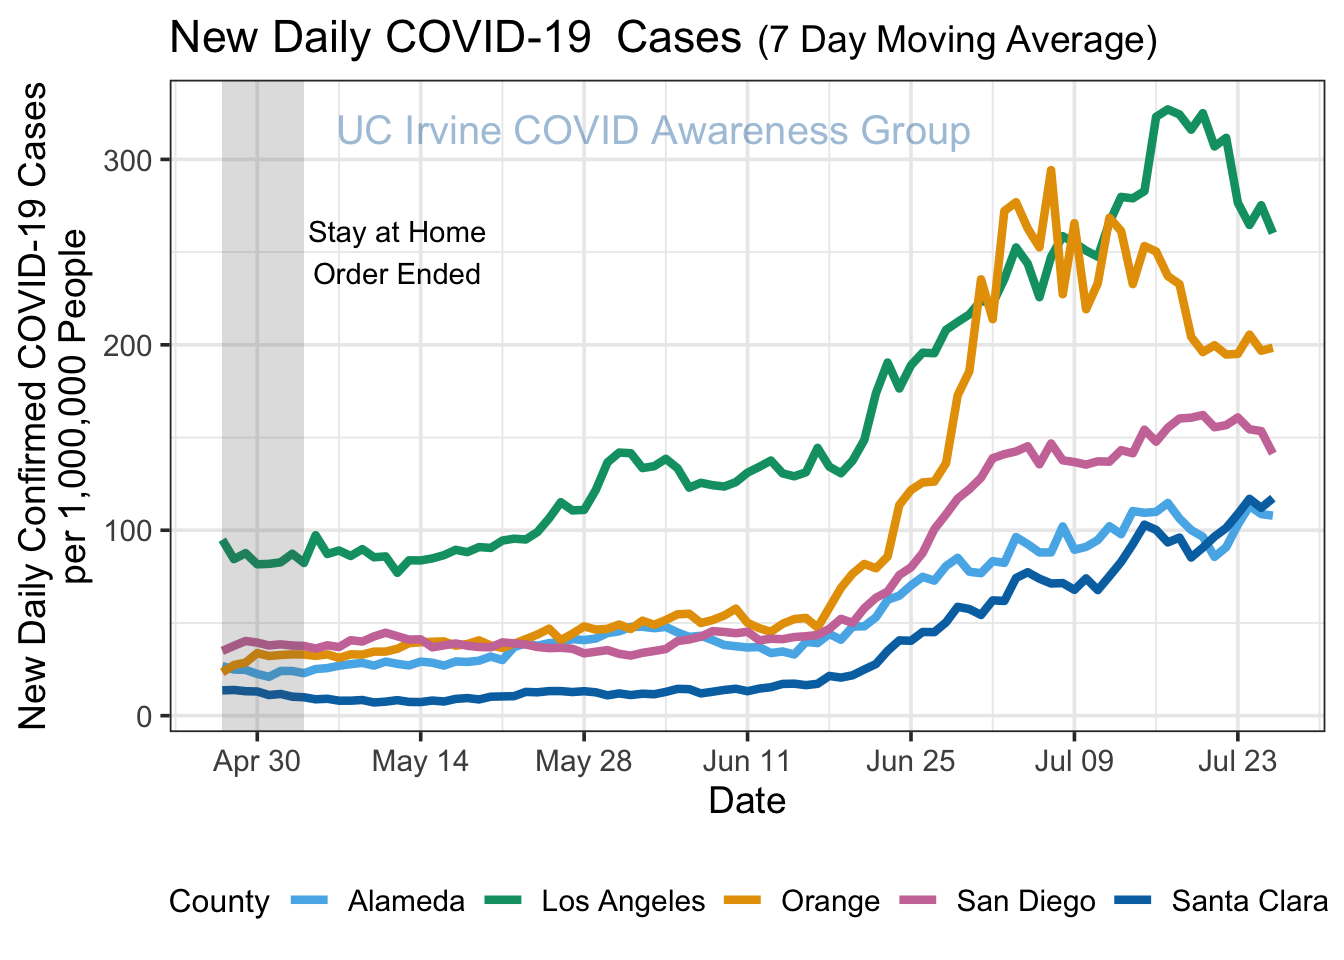 New Daily COVID-19  Cases (7 Day Moving Average)
New Daily Confirmed COVID-19 Cases
per 1,000,000 People
UC Irvine COVID Awareness Group
Stay at Home
Order Ended
300
200
100
0
Apr 30 May 14 May 28 Jun 11 Jun 25 Jul 09 Jul 23
Date
County Alameda Los Angeles Orange San Diego Santa Clara